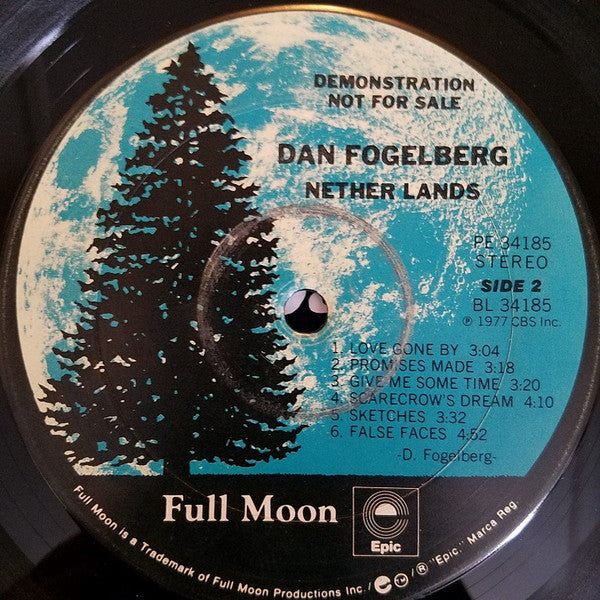 DEMONSTRATION
NOT FOR SALE
DAN FOGELBERG
NETHER LANDS
PE 34185
STEREO
SIDE 2
BL 34185
Ⓟ 1977 CBS Inc.
1. LOVE GONE BY 3:04
2. PROMISES MADE 3:18
3. GIVE ME SOME TIME 3:20
4. SCARECROW'S DREAM 4:10
5. SKETCHES 3:32
6. FALSE FACES 4:52
-D. Fogelberg-
Full Moon
Epic
Full Moon is a Trademark of Full Moon Productions Inc./ e TM / ® "Epic," Marca Reg.